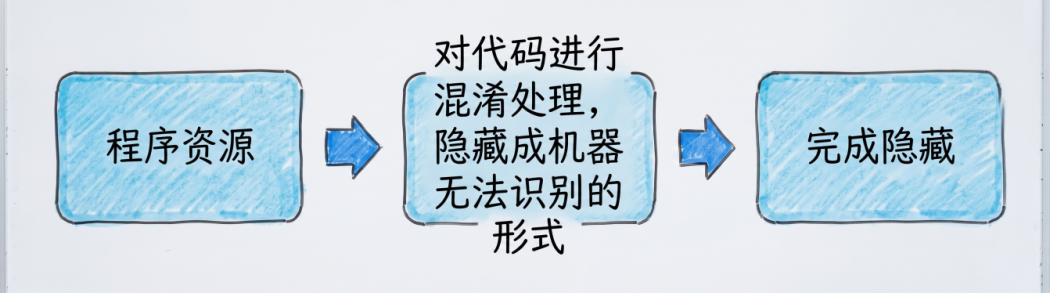 程序资源
对代码进行
混淆处理，
隐藏成机器
无法识别的
形式
完成隐藏